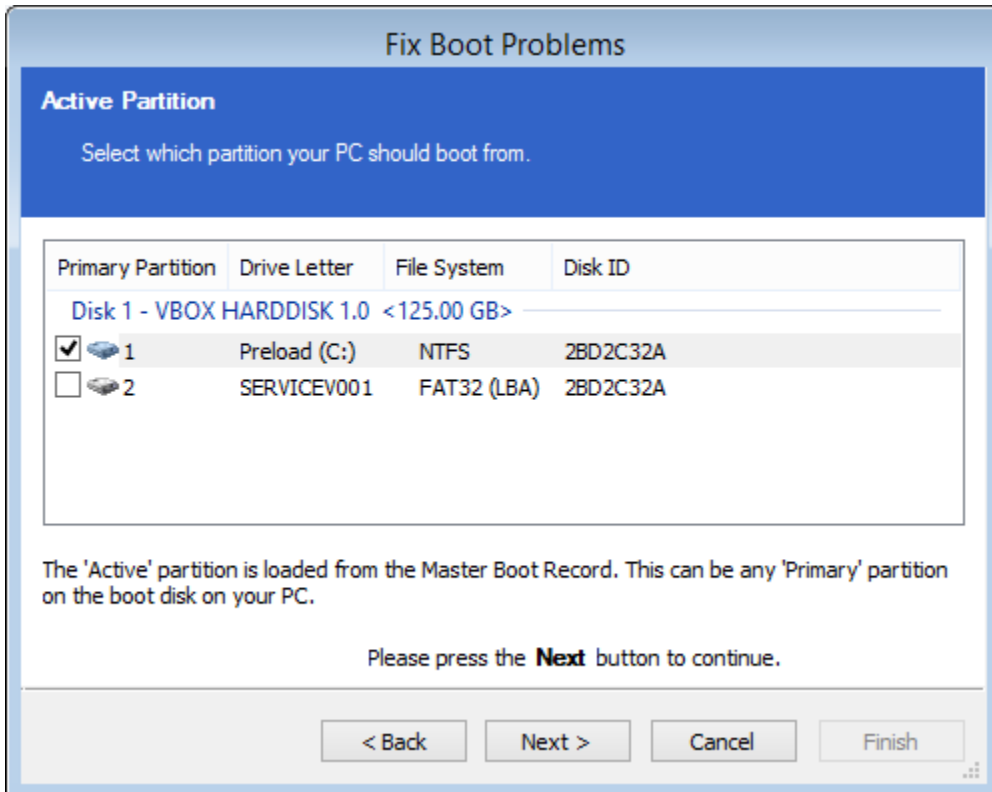 Fix Boot Problems
Active Partition
Select which partition your PC should boot from.
Primary Partition Drive Letter File System Disk ID
Disk 1 - VBOX HARDDISK 1.0 <125.00 GB>
1 Preload (C:) NTFS 2BD2C32A
2 SERVICEV001 FAT32 (LBA) 2BD2C32A
The 'Active' partition is loaded from the Master Boot Record. This can be any 'Primary' partition
on the boot disk on your PC.
Please press the Next button to continue.
< Back Next > Cancel Finish